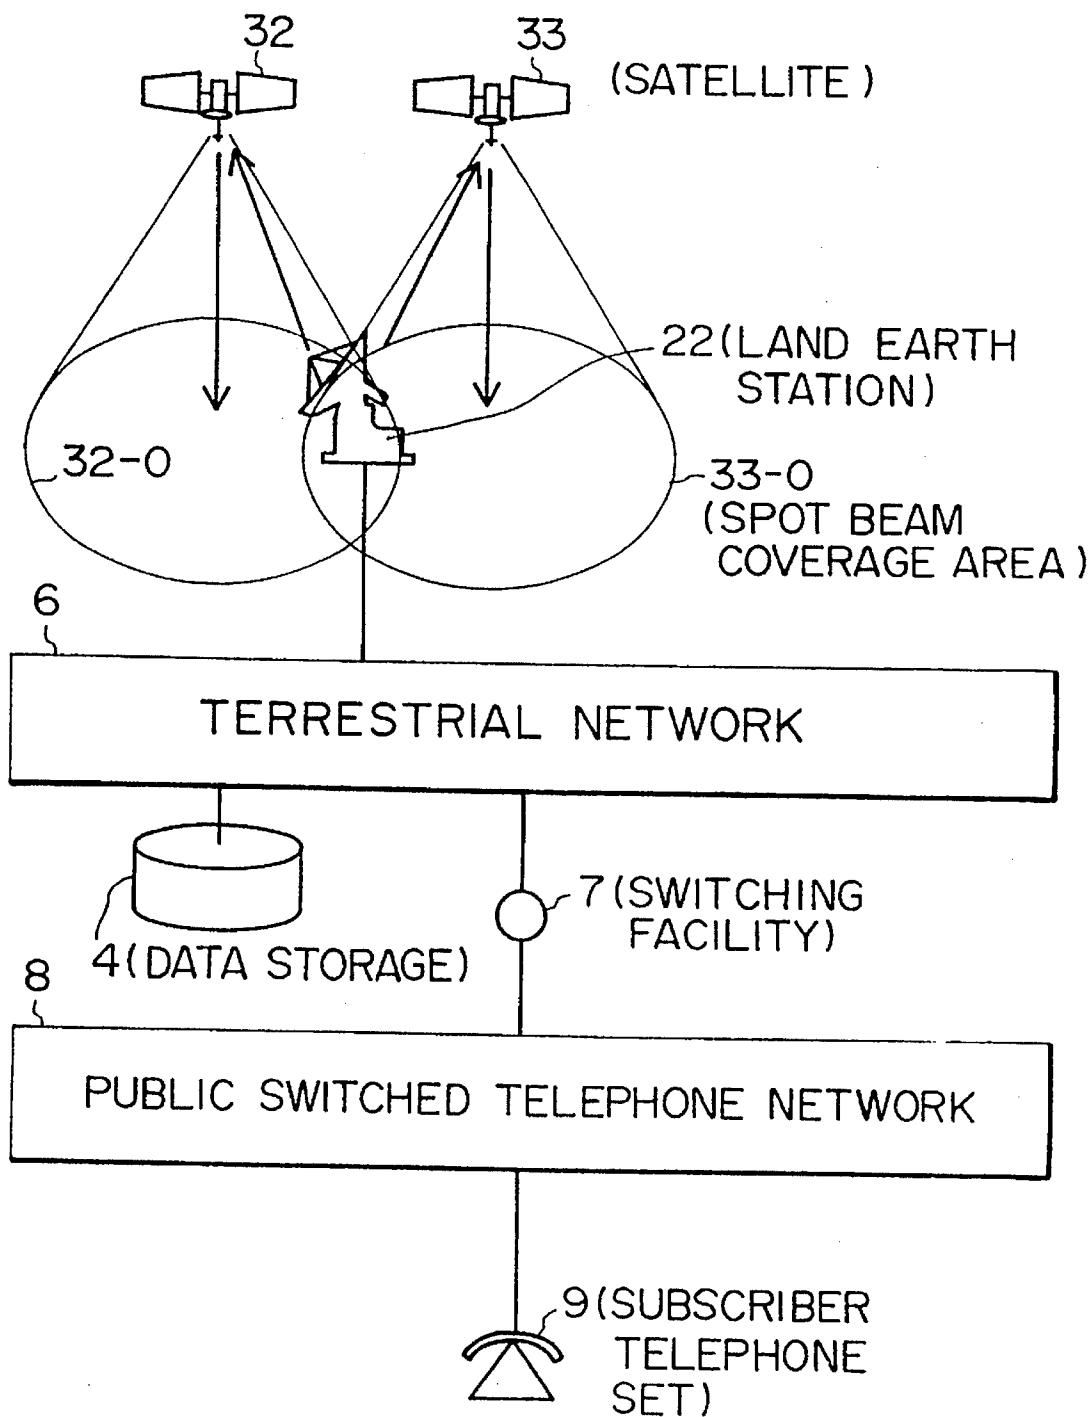 32
33
(SATELLITE)
22(LAND EARTH
STATION)
32-0
33-0
(SPOT BEAM
COVERAGE AREA)
6
TERRESTRIAL NETWORK
7(SWITCHING
FACILITY)
4(DATA STORAGE)
8
PUBLIC SWITCHED TELEPHONE NETWORK
9(SUBSCRIBER
TELEPHONE
SET)